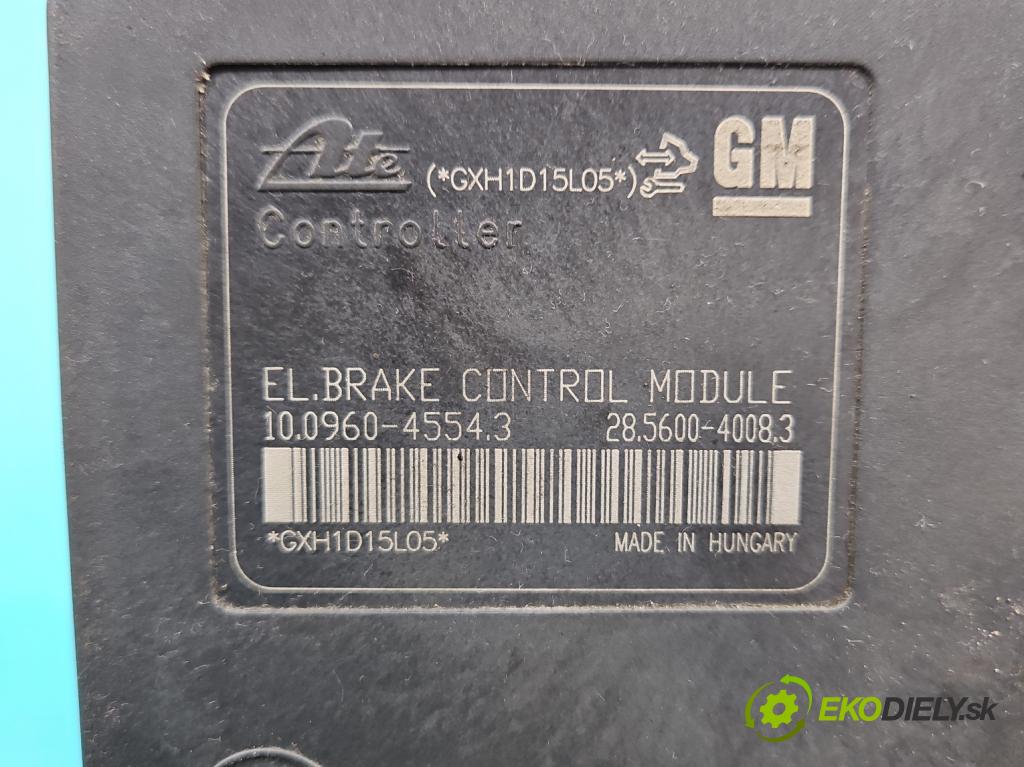 Ate (*GXH1D15L05*) GM
Controller
EL.BRAKE CONTROL MODULE
10.0960-4554.3 28.5600-4008.3
*GXH1D15L05* MADE IN HUNGARY
EKODIELY.sk